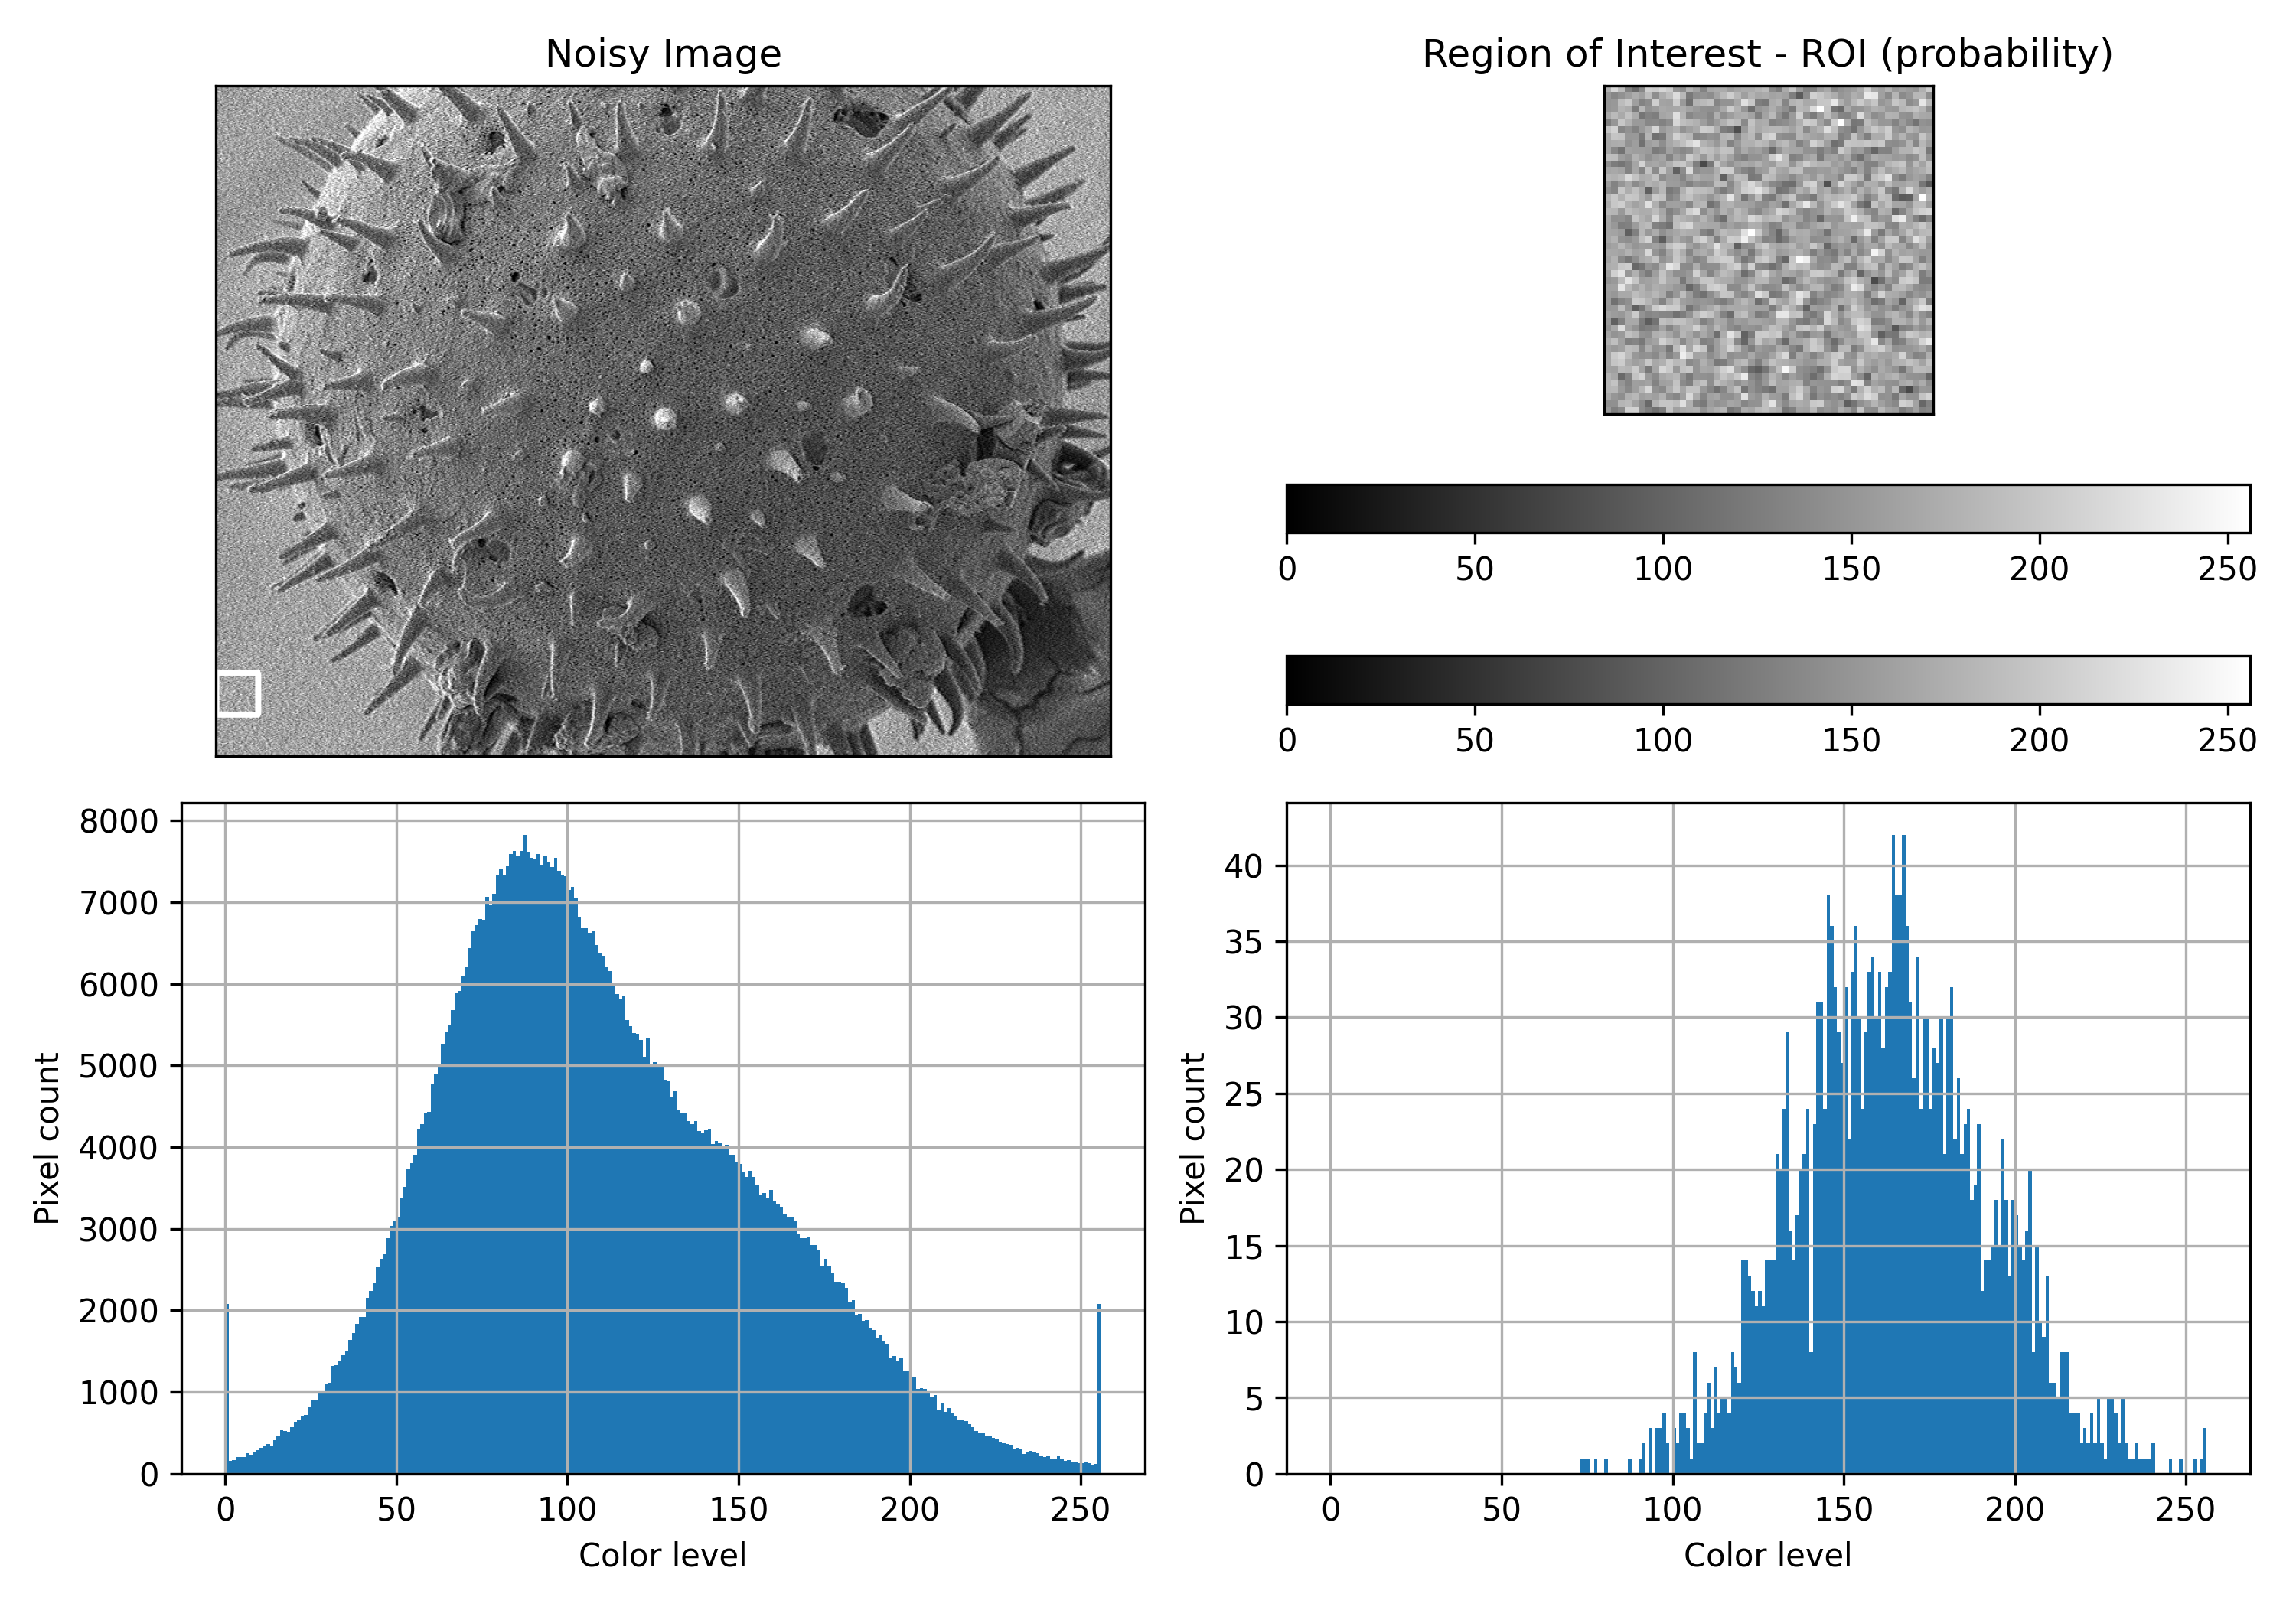 Noisy Image
Region of Interest - ROI (probability)
0 50 100 150 200 250
0 50 100 150 200 250
8000
7000
6000
5000
4000
3000
2000
1000
0
Pixel count
0 50 100 150 200 250
Color level
40
35
30
25
20
15
10
5
0
Pixel count
0 50 100 150 200 250
Color level